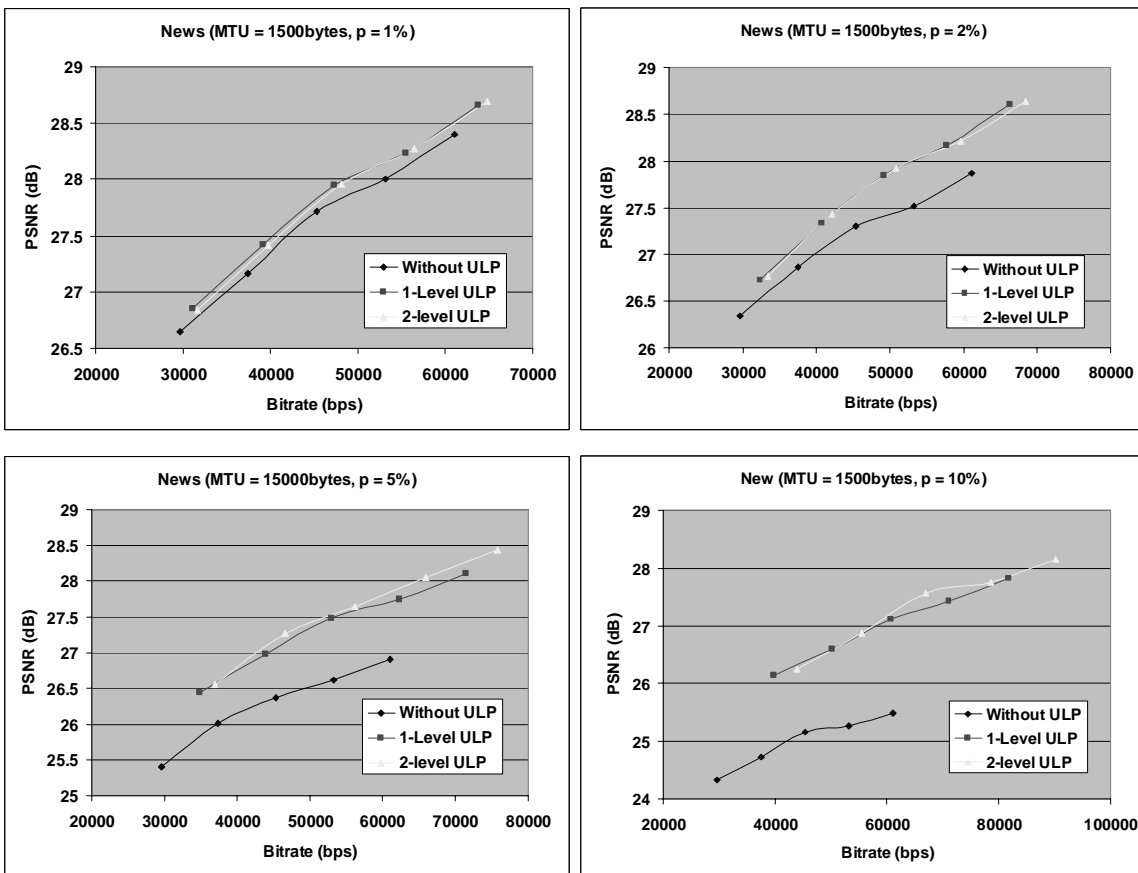 News (MTU = 1500bytes, p = 1%)
29
28.5
28
27.5
27
26.5
PSNR (dB)
Without ULP
1-Level ULP
2-level ULP
20000 30000 40000 50000 60000 70000
Bitrate (bps)
News (MTU = 1500bytes, p = 2%)
29
28.5
28
27.5
27
26.5
26
PSNR (dB)
Without ULP
1-Level ULP
2-level ULP
20000 30000 40000 50000 60000 70000 80000
Bitrate (bps)
News (MTU = 15000bytes, p = 5%)
29
28.5
28
27.5
27
26.5
26
25.5
25
PSNR (dB)
Without ULP
1-Level ULP
2-level ULP
20000 30000 40000 50000 60000 70000 80000
Bitrate (bps)
New (MTU = 1500bytes, p = 10%)
29
28
27
26
25
24
PSNR (dB)
Without ULP
1-Level ULP
2-level ULP
20000 40000 60000 80000 100000
Bitrate (bps)